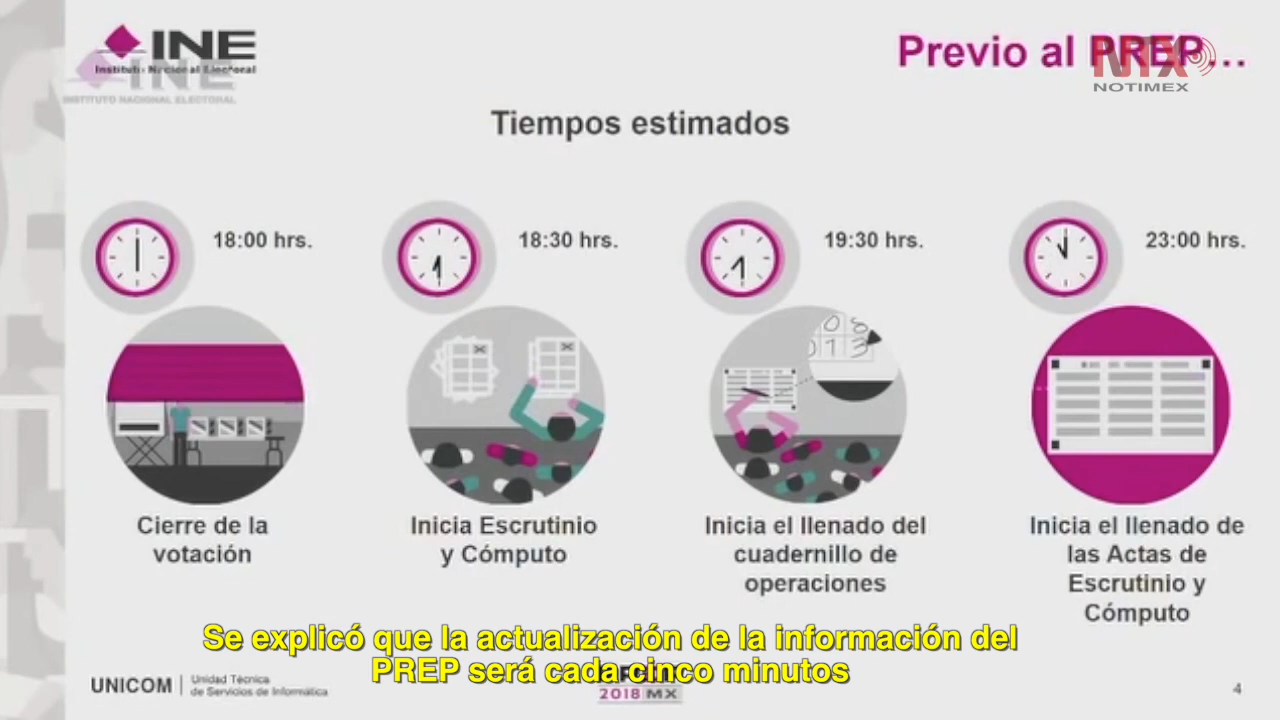 INE
Instituto Nacional Electoral
INE
INSTITUTO NACIONAL ELECTORAL
Previo al PREP...
NTX
NOTIMEX
Tiempos estimados
18:00 hrs.
18:30 hrs.
19:30 hrs.
23:00 hrs.
Cierre de la
votación
Inicia Escrutinio
y Cómputo
Inicia el llenado del
cuadernillo de
operaciones
Inicia el llenado de
las Actas de
Escrutinio y
Cómputo
Se explicó que la actualización de la información del
PREP será cada cinco minutos
UNICOM
Unidad Técnica
de Servicios de Informática
2018 MX
4